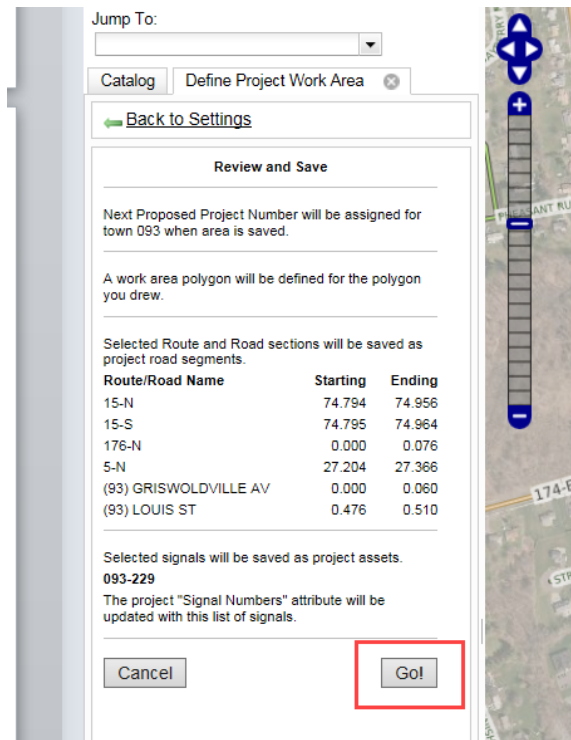 Jump To:
Catalog
Define Project Work Area
Back to Settings
Review and Save
Next Proposed Project Number will be assigned for
town 093 when area is saved.
A work area polygon will be defined for the polygon
you drew.
Selected Route and Road sections will be saved as
project road segments.
Route/Road Name Starting Ending
15-N 74.794 74.956
15-S 74.795 74.964
176-N 0.000 0.076
5-N 27.204 27.366
(93) GRISWOLDVILLE AV 0.000 0.060
(93) LOUIS ST 0.476 0.510
Selected signals will be saved as project assets.
093-229
The project "Signal Numbers" attribute will be
updated with this list of signals.
Cancel
Go!
174-E